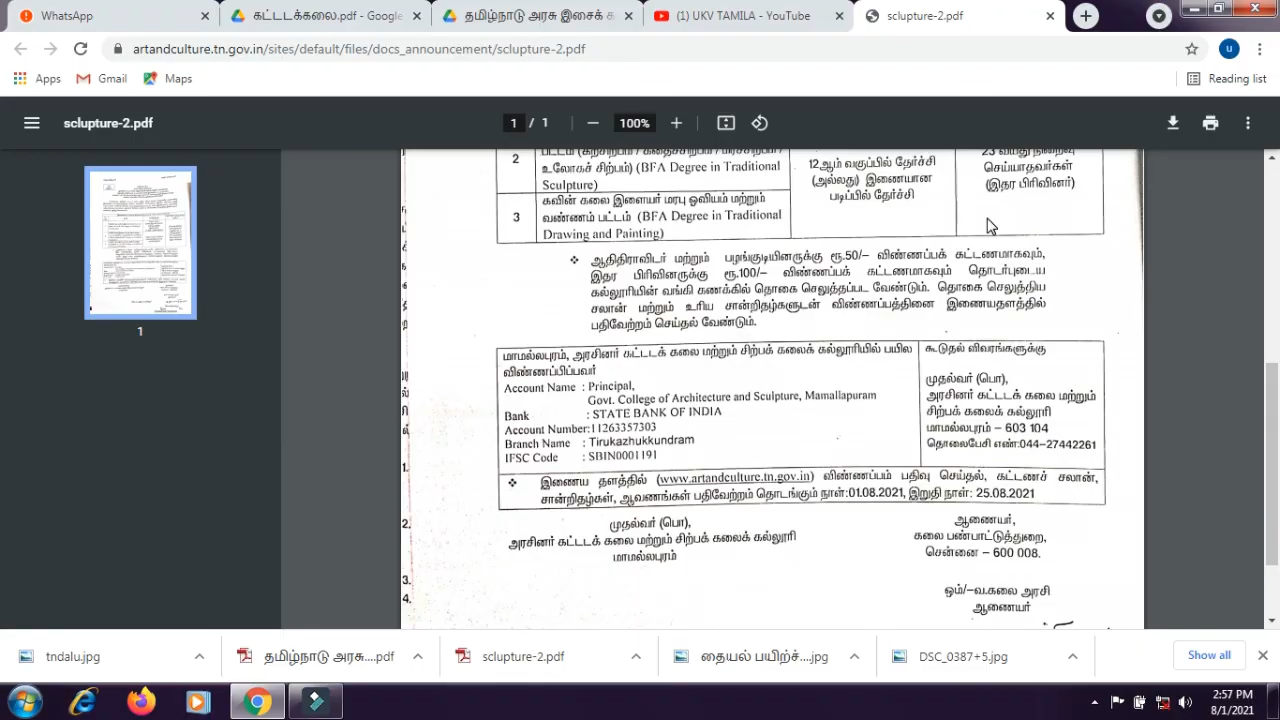 WhatsApp
கட்டடக்கலை.pdf - Google
தமிழ்நாடு அரசு இசைக் க
(1) UKV TAMILA - YouTube
sclupture-2.pdf
artandculture.tn.gov.in/sites/default/files/docs_announcement/sclupture-2.pdf
u
Apps
Gmail
Maps
Reading list
sclupture-2.pdf
1 / 1
100%
1
2
பட்டம் (கற்சிற்பம் / சுதைச்சிற்பம் / மரச்சிற்பம் /
உலோகச் சிற்பம்) (BFA Degree in Traditional
Sculpture)
3
கவின் கலை இளையர் மரபு ஓவியம் மற்றும்
வண்ணம் பட்டம் (BFA Degree in Traditional
Drawing and Painting)
12ஆம் வகுப்பில் தேர்ச்சி
(அல்லது) இணையான
படிப்பில் தேர்ச்சி
23 வயது நிறைவு
செய்யாதவர்கள்
(இதர பிரிவினர்)
❖ ஆதிதிராவிடர் மற்றும் பழங்குடியினருக்கு ரூ.50/– விண்ணப்பக் கட்டணமாகவும்,
இதர பிரிவினருக்கு ரூ.100/– விண்ணப்பக் கட்டணமாகவும் தொடர்புடைய
கல்லூரியின் வங்கி கணக்கில் தொகை செலுத்தப்பட வேண்டும். தொகை செலுத்திய
சலான் மற்றும் உரிய சான்றிதழ்களுடன் விண்ணப்பத்தினை இணையதளத்தில்
பதிவேற்றம் செய்தல் வேண்டும்.
மாமல்லபுரம், அரசினர் கட்டடக் கலை மற்றும் சிற்பக் கலைக் கல்லூரியில் பயில
விண்ணப்பிப்பவர்
Account Name : Principal,
Govt. College of Architecture and Sculpture, Mamallapuram
Bank : STATE BANK OF INDIA
Account Number:11263357303
Branch Name : Tirukazhukkundram
IFSC Code : SBIN0001191
கூடுதல் விவரங்களுக்கு
முதல்வர் (பொ),
அரசினர் கட்டடக் கலை மற்றும்
சிற்பக் கலைக் கல்லூரி
மாமல்லபுரம் – 603 104
தொலைபேசி எண்:044–27442261
❖ இணைய தளத்தில் (www.artandculture.tn.gov.in) விண்ணப்பம் பதிவு செய்தல், கட்டணச் சலான்,
சான்றிதழ்கள், ஆவணங்கள் பதிவேற்றம் தொடங்கும் நாள்:01.08.2021, இறுதி நாள்: 25.08.2021
முதல்வர் (பொ),
அரசினர் கட்டடக் கலை மற்றும் சிற்பக் கலைக் கல்லூரி
மாமல்லபுரம்
ஆணையர்,
கலை பண்பாட்டுத்துறை,
சென்னை – 600 008.
ஒம்/–வ.கலை அரசி
ஆணையர்
1.
2.
3.
4.
tndalu.jpg
தமிழ்நாடு அரசு....pdf
sclupture-2.pdf
தையல் பயிற்ச்....jpg
DSC_0387+5.jpg
Show all
2:57 PM
8/1/2021